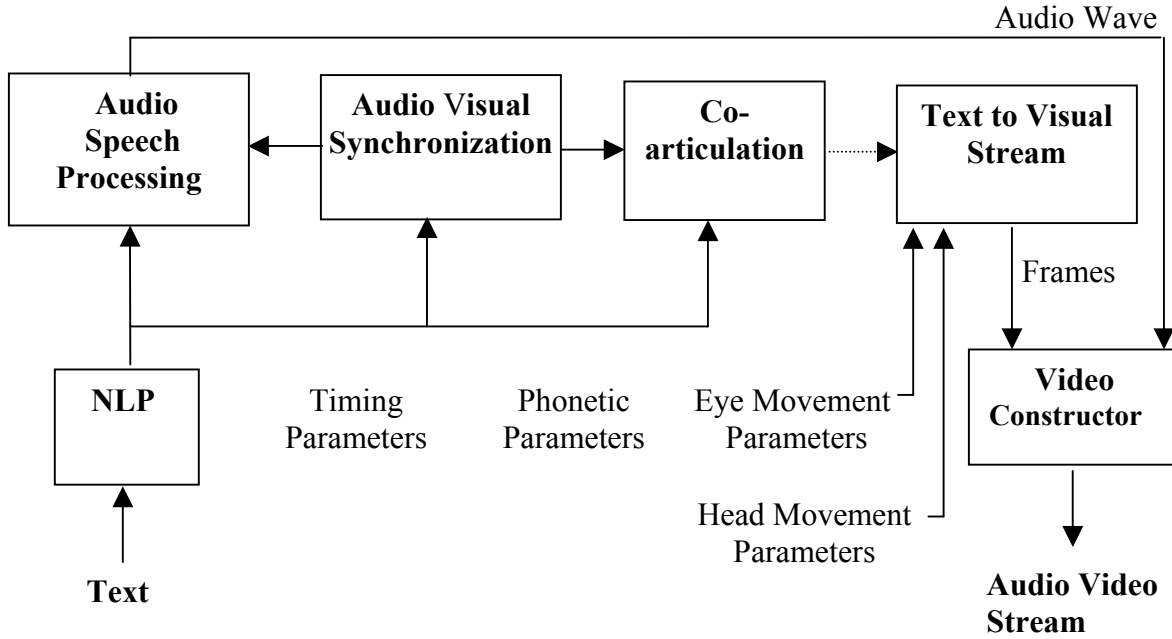 Audio Wave
Audio
Speech
Processing
Audio Visual
Synchronization
Co-
articulation
Text to Visual
Stream
Frames
NLP
Timing
Parameters
Phonetic
Parameters
Eye Movement
Parameters
Video
Constructor
Head Movement
Parameters
Text
Audio Video
Stream